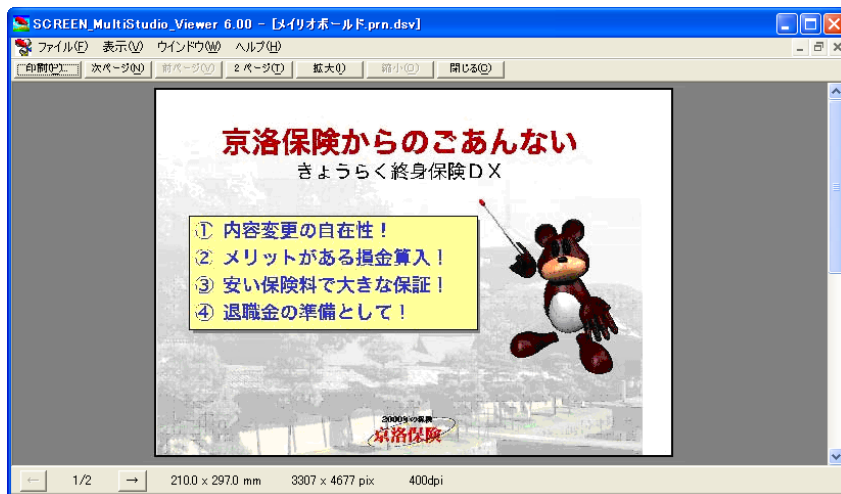 SCREEN_MultiStudio_Viewer 6.00 - [メイリオボールド.prn.dsv]
ファイル(F) 表示(V) ウインドウ(W) ヘルプ(H)
印刷(P)... 次ページ(N) 前ページ(V) 2ページ(T) 拡大(I) 縮小(O) 閉じる(C)
京洛保険からのごあんない
きょうらく終身保険DX
① 内容変更の自在性!
② メリットがある損金算入!
③ 安い保険料で大きな保証!
④ 退職金の準備として!
京洛保険
← 1/2 → 210.0 × 297.0 mm 3307 × 4677 pix 400dpi